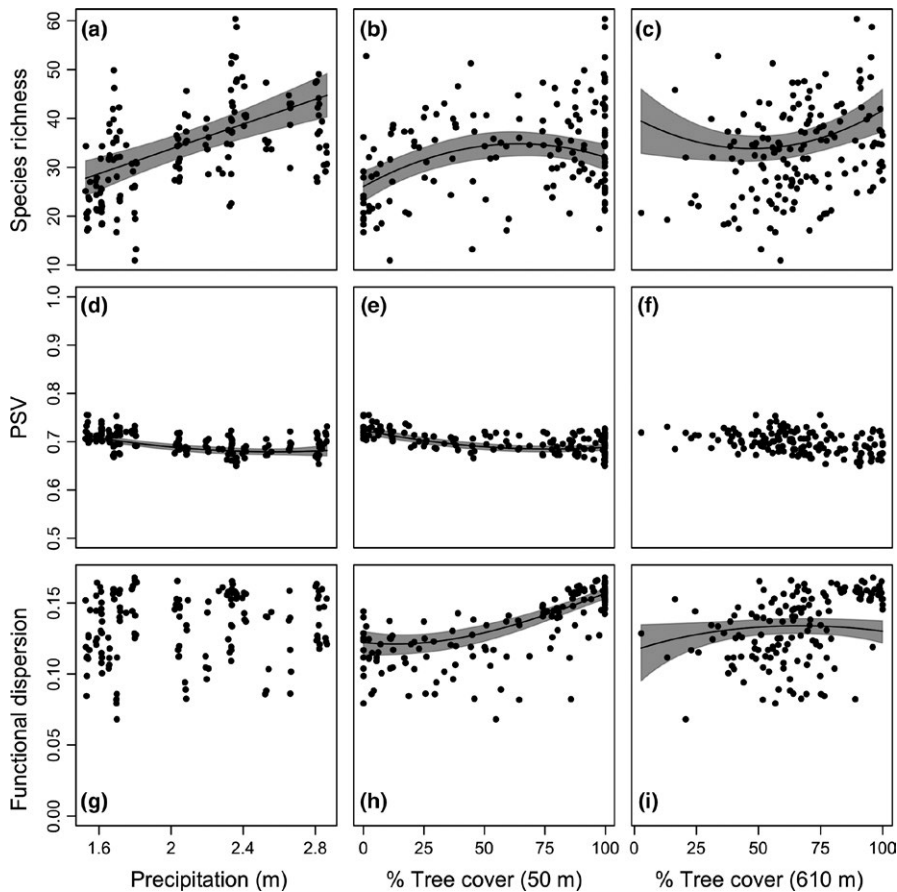 (a)
(b)
(c)
Species richness
10 20 30 40 50 60
(d)
(e)
(f)
PSV
0.5 0.6 0.7 0.8 0.9 1.0
(g)
(h)
(i)
Functional dispersion
0.00 0.05 0.10 0.15
1.6 2 2.4 2.8
0 25 50 75 100
0 25 50 75 100
Precipitation (m)
% Tree cover (50 m)
% Tree cover (610 m)